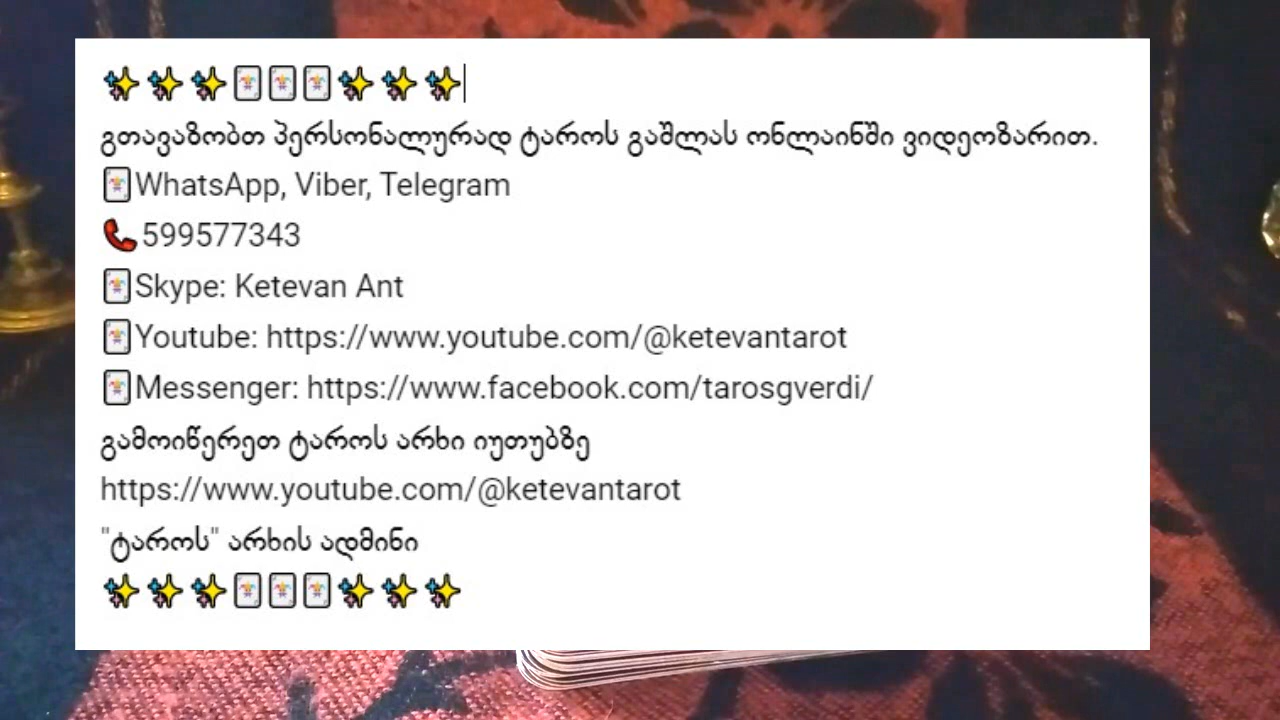 ✨✨✨🃏🃏🃏✨✨✨
გთავაზობთ პერსონალურად ტაროს გაშლას ონლაინში ვიდეოზარით.
🃏WhatsApp, Viber, Telegram
📞599577343
🃏Skype: Ketevan Ant
🃏Youtube: https://www.youtube.com/@ketevantarot
🃏Messenger: https://www.facebook.com/tarosgverdi/
გამოიწერეთ ტაროს არხი იუთუბზე
https://www.youtube.com/@ketevantarot
"ტაროს" არხის ადმინი
✨✨✨🃏🃏🃏✨✨✨